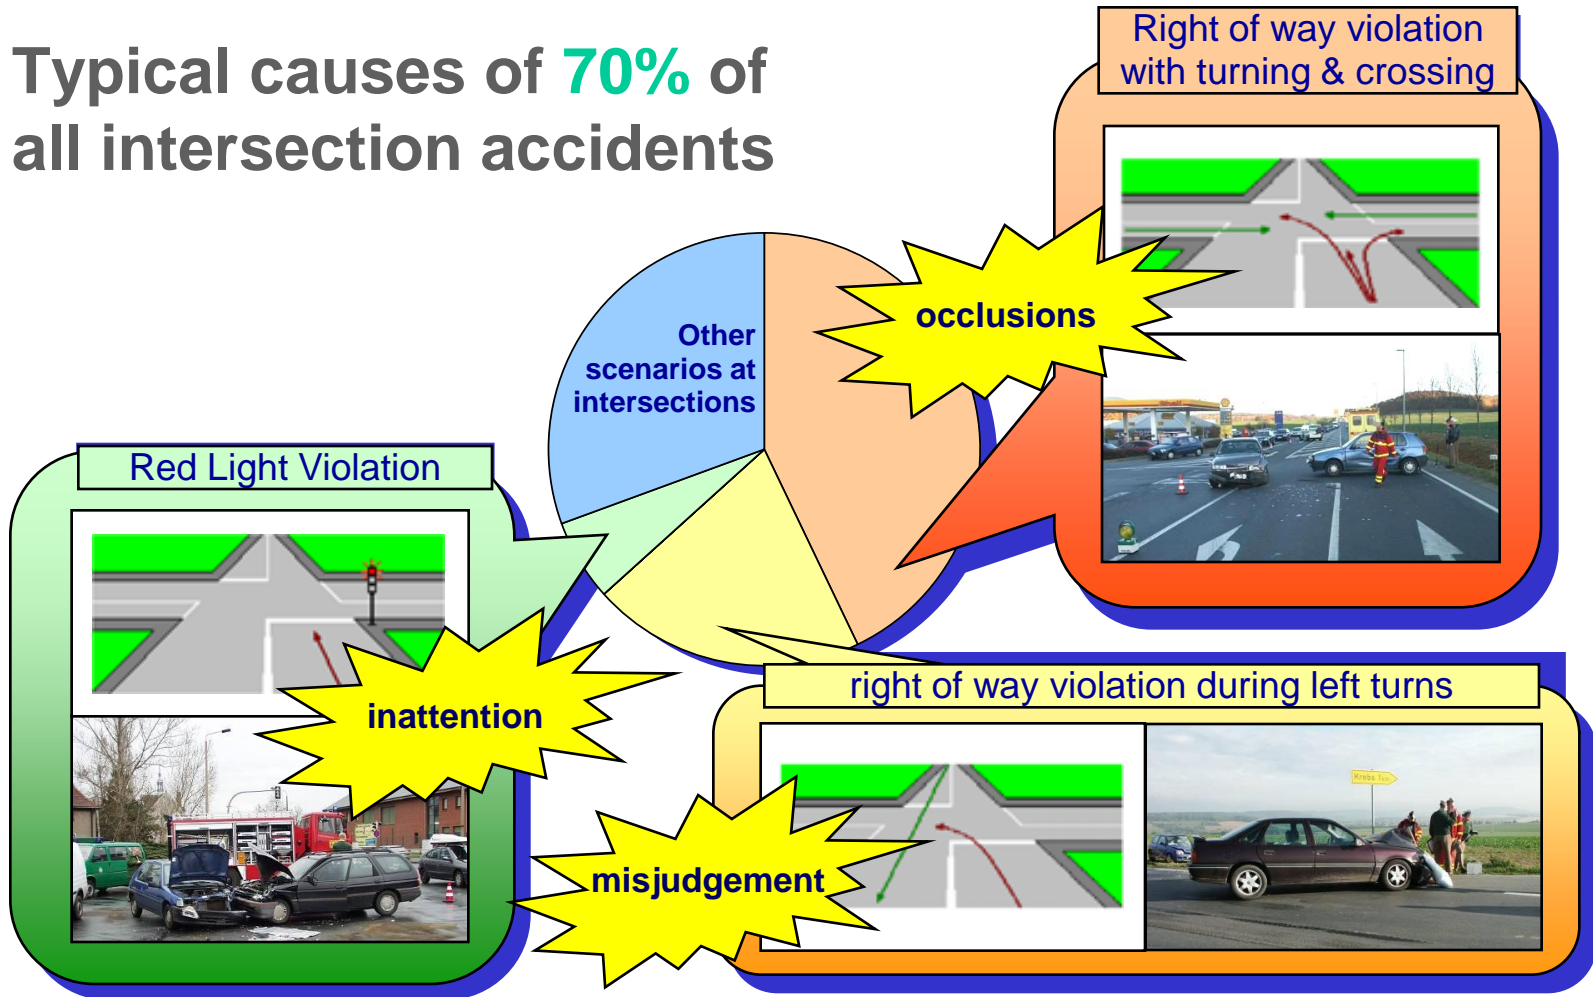 Typical causes of 70% of
all intersection accidents
Right of way violation
with turning & crossing
occlusions
Other
scenarios at
intersections
Red Light Violation
inattention
right of way violation during left turns
misjudgement
Krebs